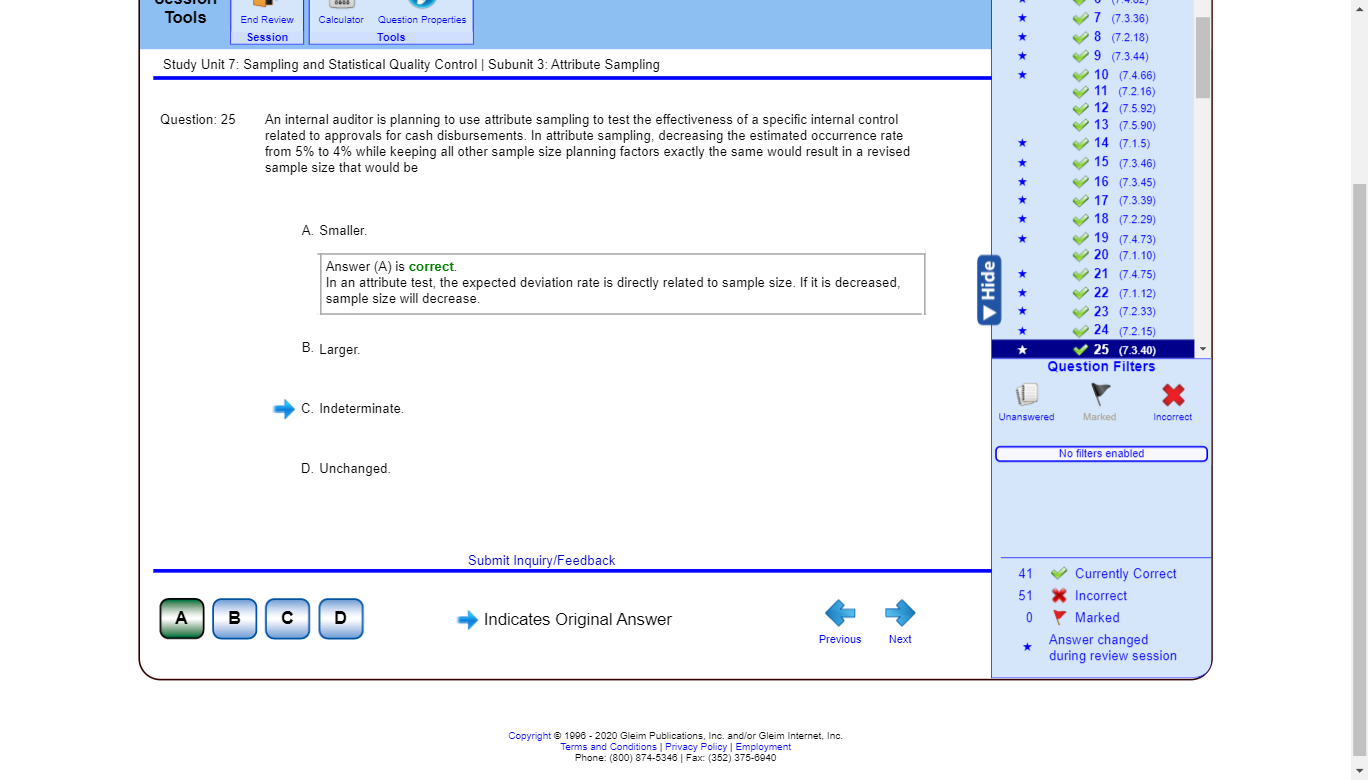 Session
Tools
End Review
Session
Calculator
Question Properties
Tools
Study Unit 7: Sampling and Statistical Quality Control | Subunit 3: Attribute Sampling
Question: 25
An internal auditor is planning to use attribute sampling to test the effectiveness of a specific internal control
related to approvals for cash disbursements. In attribute sampling, decreasing the estimated occurrence rate
from 5% to 4% while keeping all other sample size planning factors exactly the same would result in a revised
sample size that would be
A. Smaller.
Answer (A) is correct.
In an attribute test, the expected deviation rate is directly related to sample size. If it is decreased,
sample size will decrease.
B. Larger.
C. Indeterminate.
D. Unchanged.
Submit Inquiry/Feedback
A
B
C
D
Indicates Original Answer
Previous
Next
7 (7.3.36)
8 (7.2.18)
9 (7.3.44)
10 (7.4.66)
11 (7.2.16)
12 (7.5.92)
13 (7.5.90)
14 (7.1.5)
15 (7.3.46)
16 (7.3.45)
17 (7.3.39)
18 (7.2.29)
19 (7.4.73)
20 (7.1.10)
21 (7.4.75)
22 (7.1.12)
23 (7.2.33)
24 (7.2.15)
25 (7.3.40)
Hide
Question Filters
Unanswered
Marked
Incorrect
No filters enabled
41 Currently Correct
51 Incorrect
0 Marked
Answer changed
during review session
Copyright © 1996 - 2020 Gleim Publications, Inc. and/or Gleim Internet, Inc.
Terms and Conditions | Privacy Policy | Employment
Phone: (800) 874-5346 | Fax: (352) 375-6940